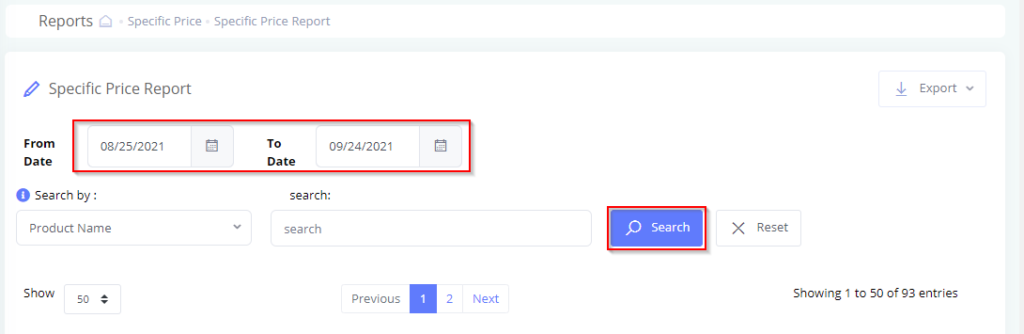 Reports Specific Price Specific Price Report
Specific Price Report
Export
From Date
08/25/2021
To Date
09/24/2021
Search by :
search:
Product Name
search
Search
Reset
Show
50
Previous 1 2 Next
Showing 1 to 50 of 93 entries